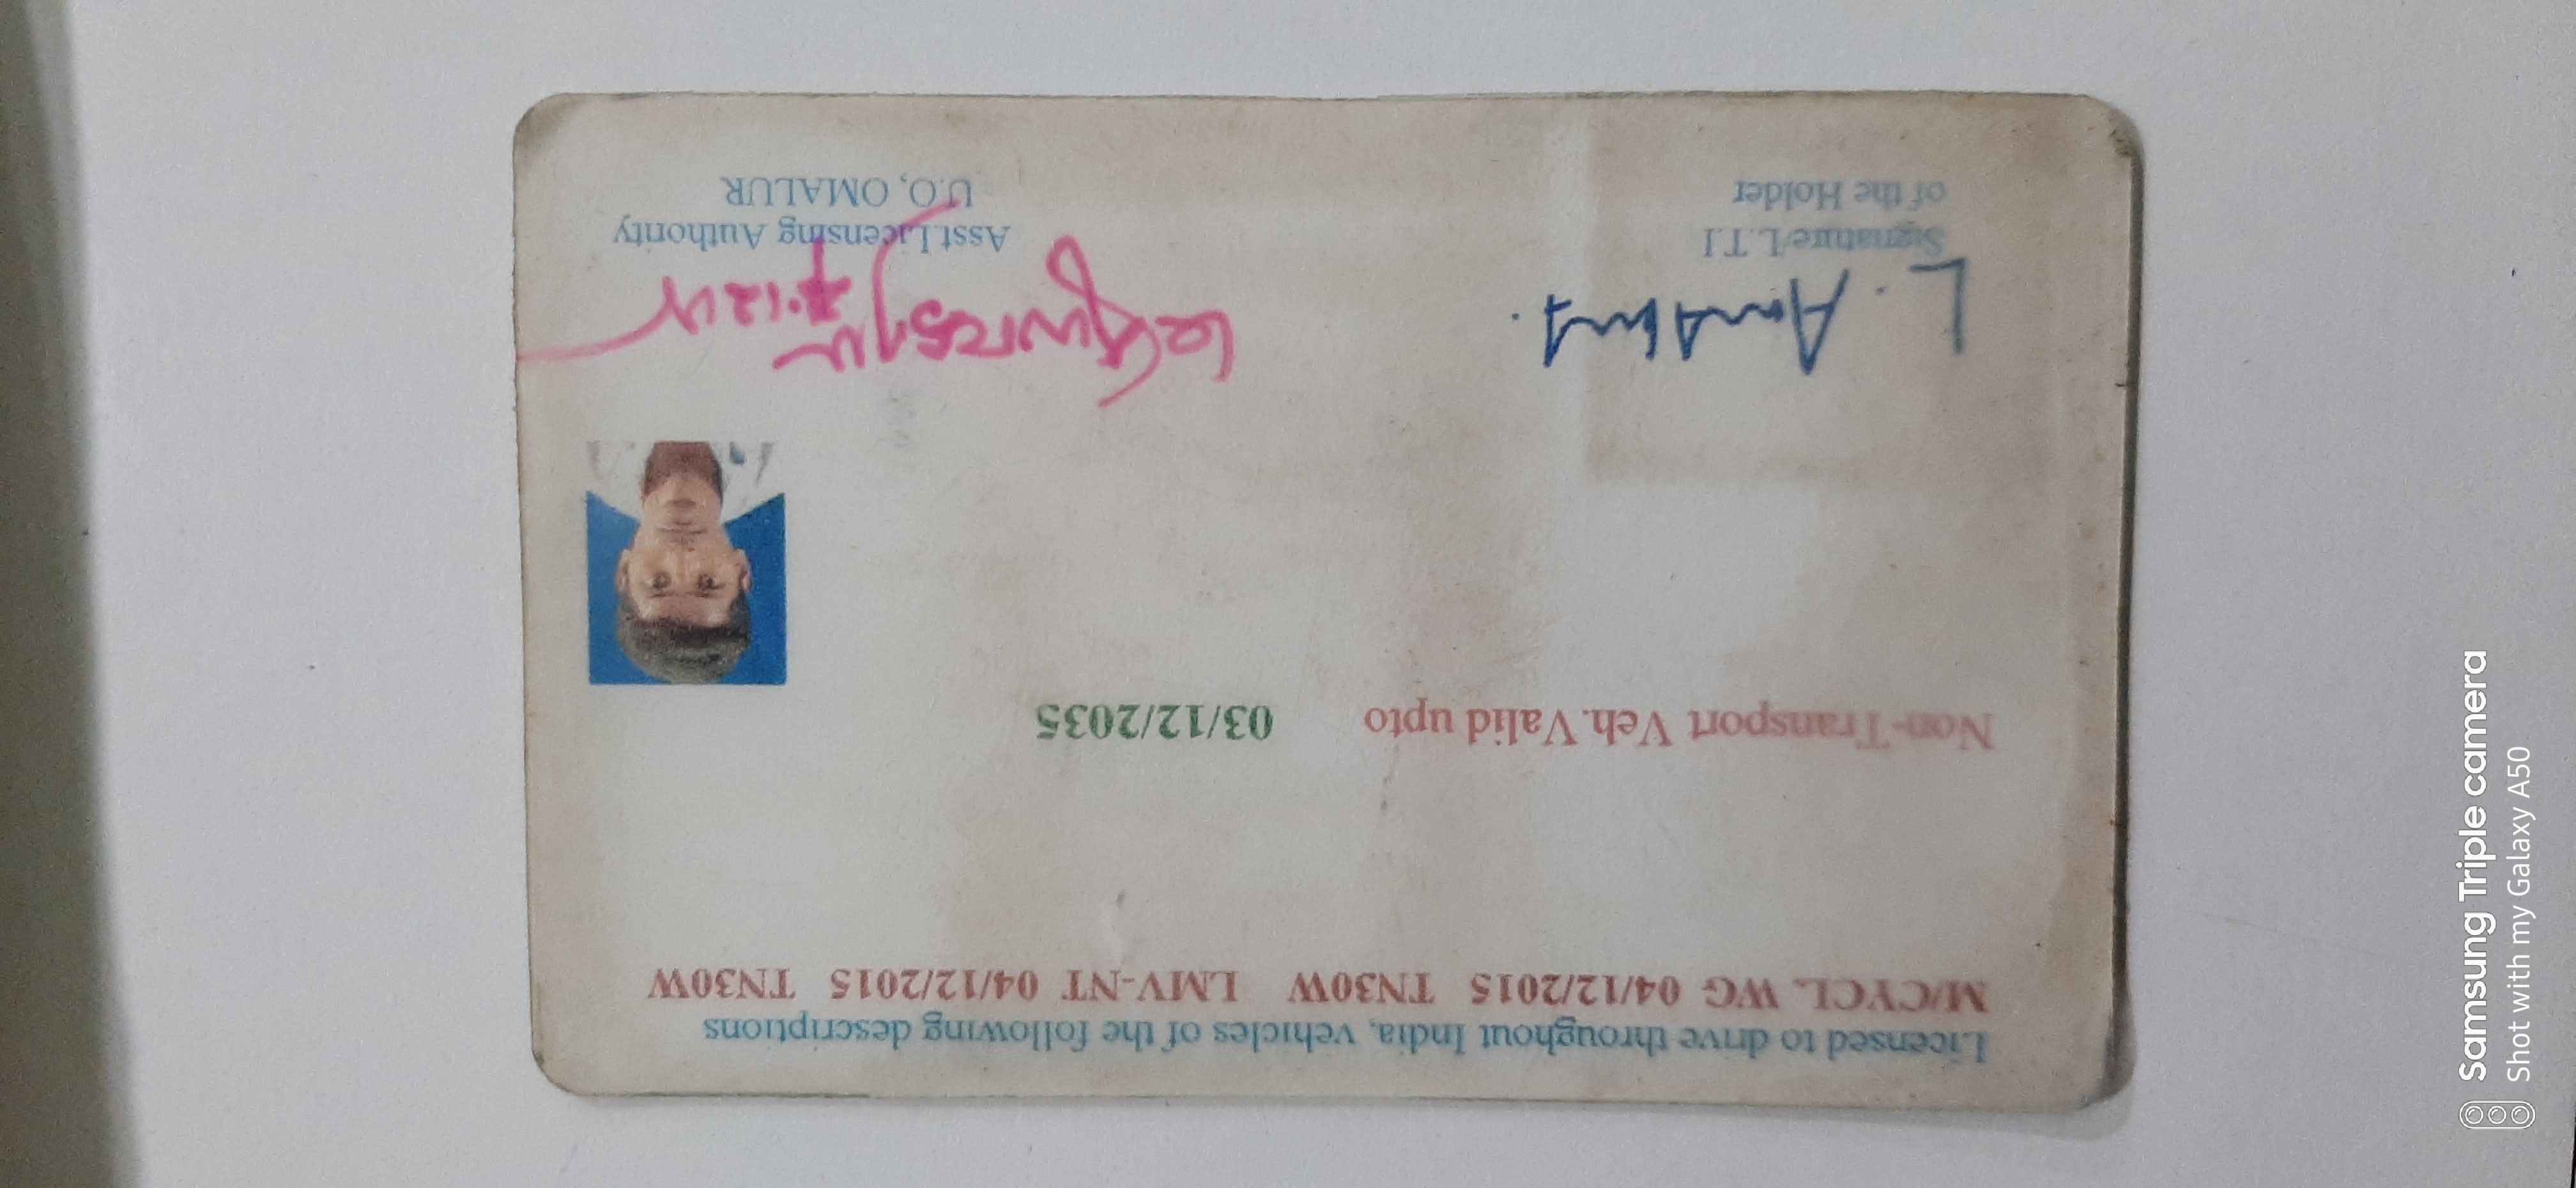 Licensed to drive throughout India, vehicles of the following descriptions
M/CYCL. WG 04/12/2015 TN30W LMV-NT 04/12/2015 TN30W
Non-Transport Veh. Valid upto 03/12/2035
L.
Signature/L.T.I
of the Holder
Asst.Licensing Authority
U.O, OMALUR
Samsung Triple camera
Shot with my Galaxy A50